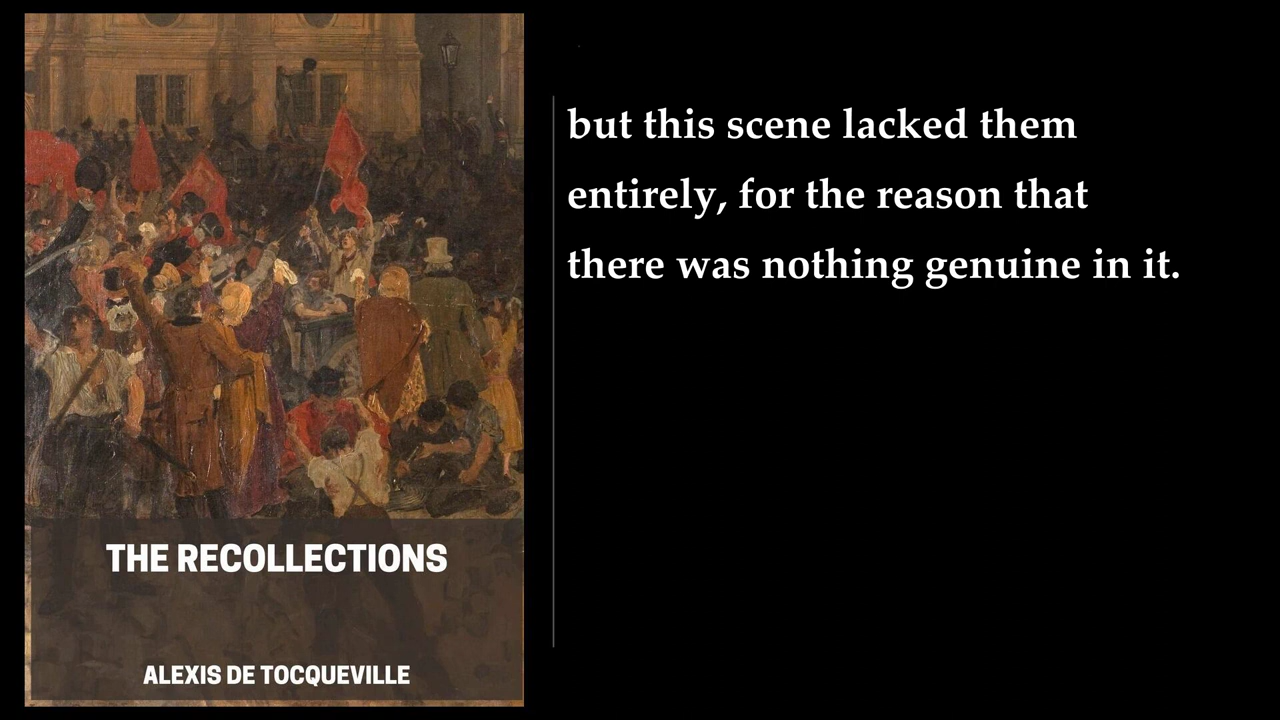 but this scene lacked them
entirely, for the reason that
there was nothing genuine in it.
THE RECOLLECTIONS
ALEXIS DE TOCQUEVILLE